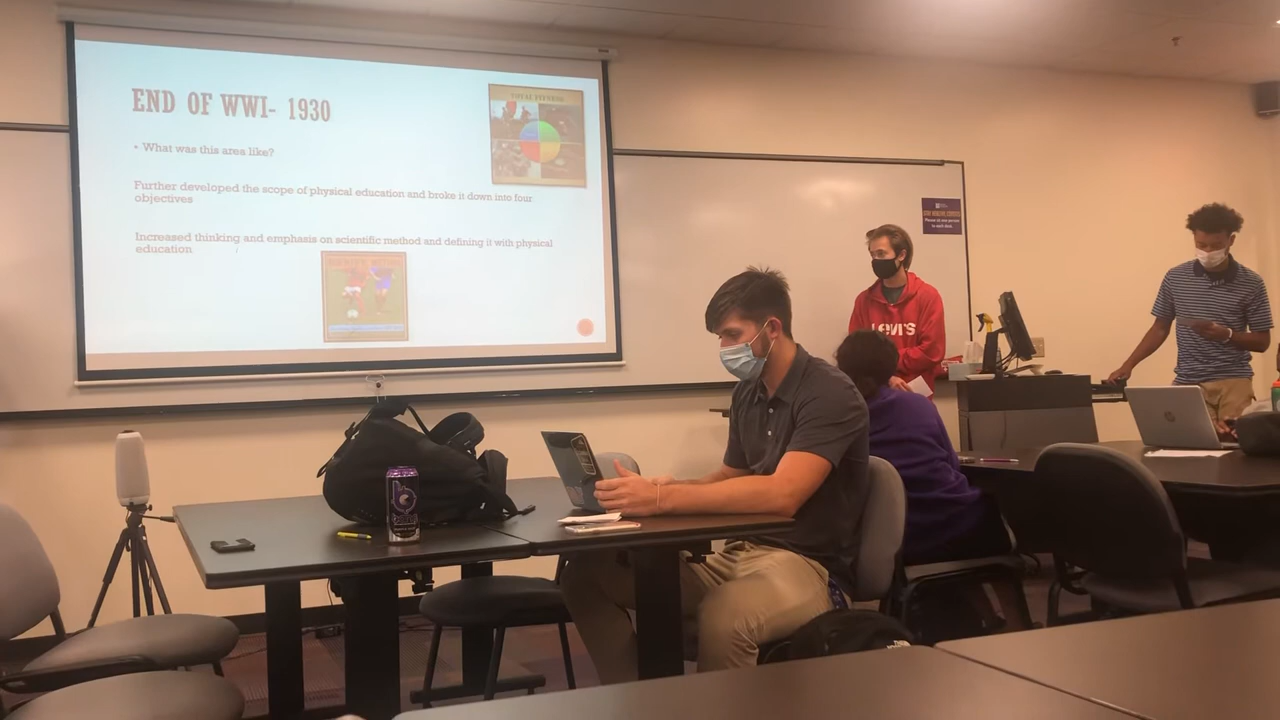 END OF WWI- 1930
• What was this area like?
Further developed the scope of physical education and broke it down into four
objectives
Increased thinking and emphasis on scientific method and defining it with physical
education
Levi's